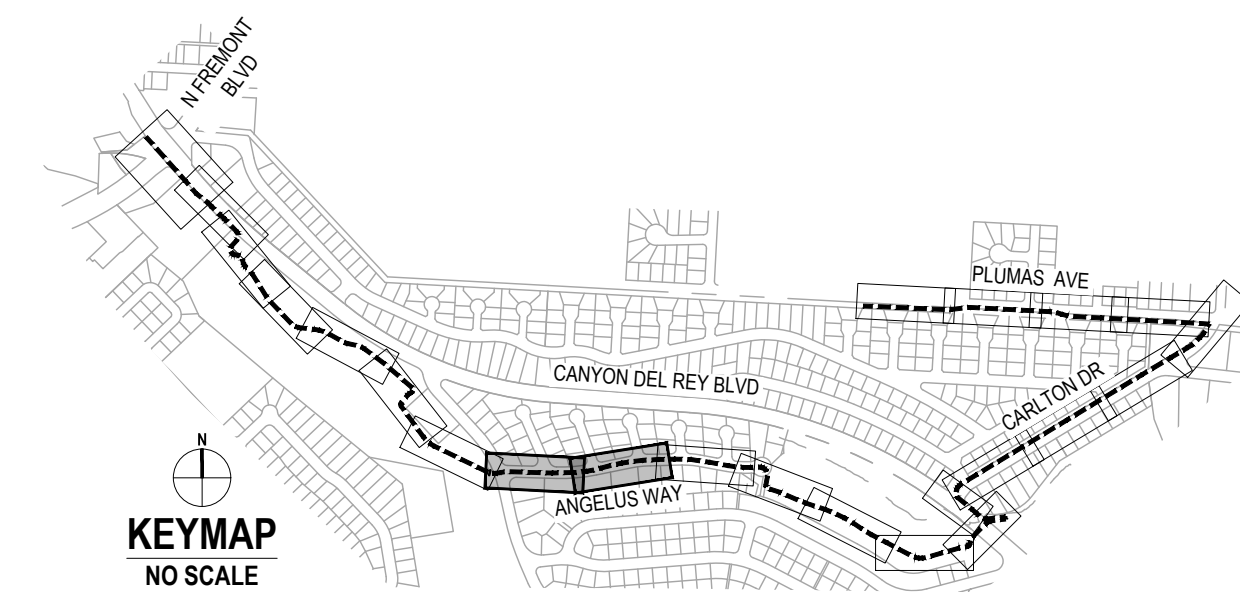 N FREMONT
BLVD
PLUMAS AVE
CANYON DEL REY BLVD
CARLTON DR
N
ANGELUS WAY
KEYMAP
NO SCALE